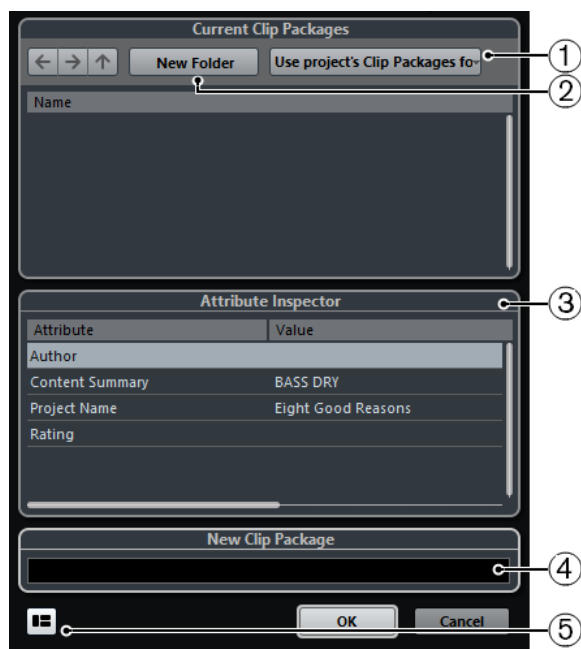 Current Clip Packages
New Folder
Use project's Clip Packages fo
1
2
Name
Attribute Inspector
3
Attribute Value
Author
Content Summary BASS DRY
Project Name Eight Good Reasons
Rating
New Clip Package
4
OK Cancel
5